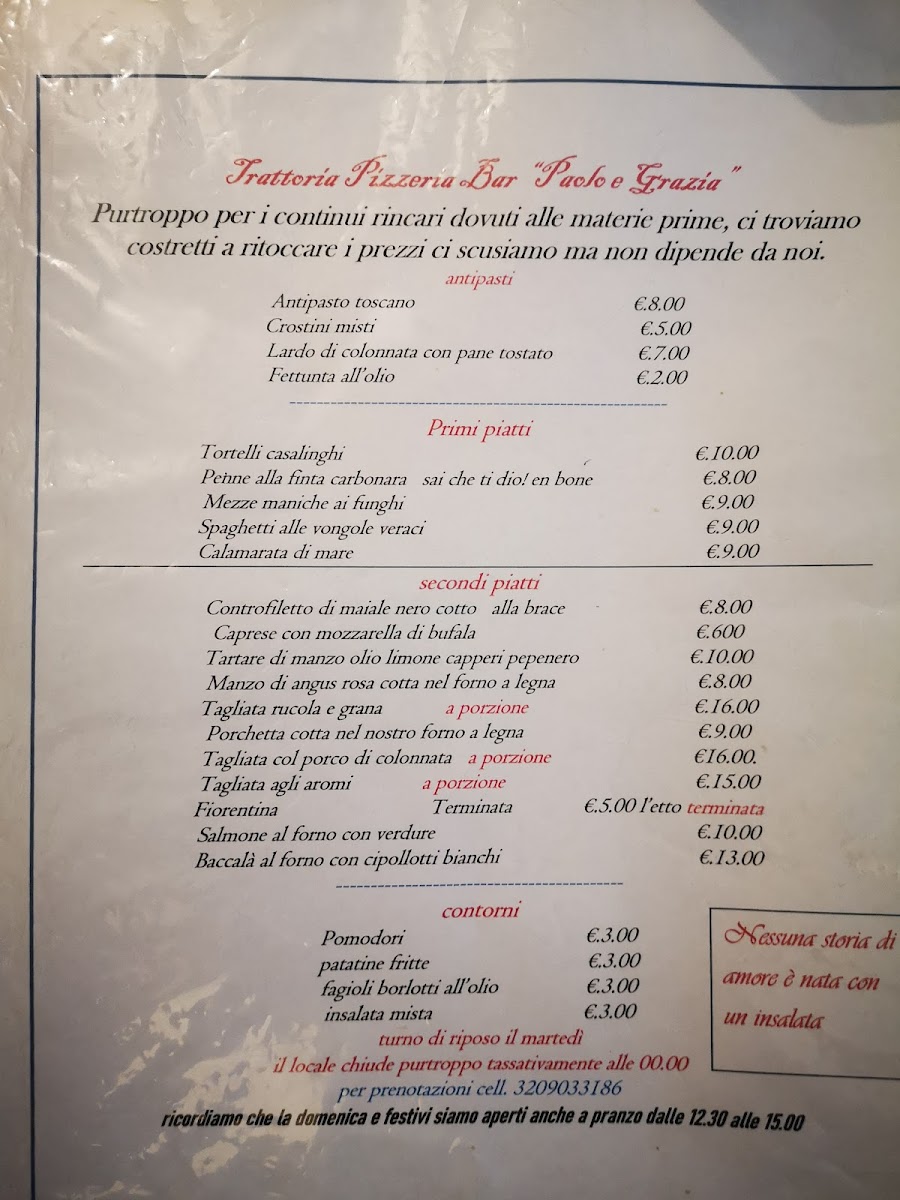 Trattoria Pizzeria Bar "Paolo e Grazia"
Purtroppo per i continui rincari dovuti alle materie prime, ci troviamo
costretti a ritoccare i prezzi ci scusiamo ma non dipende da noi.
antipasti
Antipasto toscano €.8.00
Crostini misti €.5.00
Lardo di colonnata con pane tostato €.7.00
Fettunta all'olio €.2.00
Primi piatti
Tortelli casalinghi €.10.00
Penne alla finta carbonara sai che ti dio! en bone €.8.00
Mezze maniche ai funghi €.9.00
Spaghetti alle vongole veraci €.9.00
Calamarata di mare €.9.00
secondi piatti
Controfiletto di maiale nero cotto alla brace €.8.00
Caprese con mozzarella di bufala €.600
Tartare di manzo olio limone capperi pepenero €.10.00
Manzo di angus rosa cotta nel forno a legna €.8.00
Tagliata rucola e grana a porzione €.16.00
Porchetta cotta nel nostro forno a legna €.9.00
Tagliata col porco di colonnata a porzione €16.00.
Tagliata agli aromi a porzione €.15.00
Fiorentina Terminata €.5.00 l'etto terminata
Salmone al forno con verdure €.10.00
Baccalà al forno con cipollotti bianchi €.13.00
contorni
Pomodori €.3.00
patatine fritte €.3.00
fagioli borlotti all'olio €.3.00
insalata mista €.3.00
Nessuna storia di
amore è nata con
un insalata
turno di riposo il martedì
il locale chiude purtroppo tassativamente alle 00.00
per prenotazioni cell. 3209033186
ricordiamo che la domenica e festivi siamo aperti anche a pranzo dalle 12.30 alle 15.00